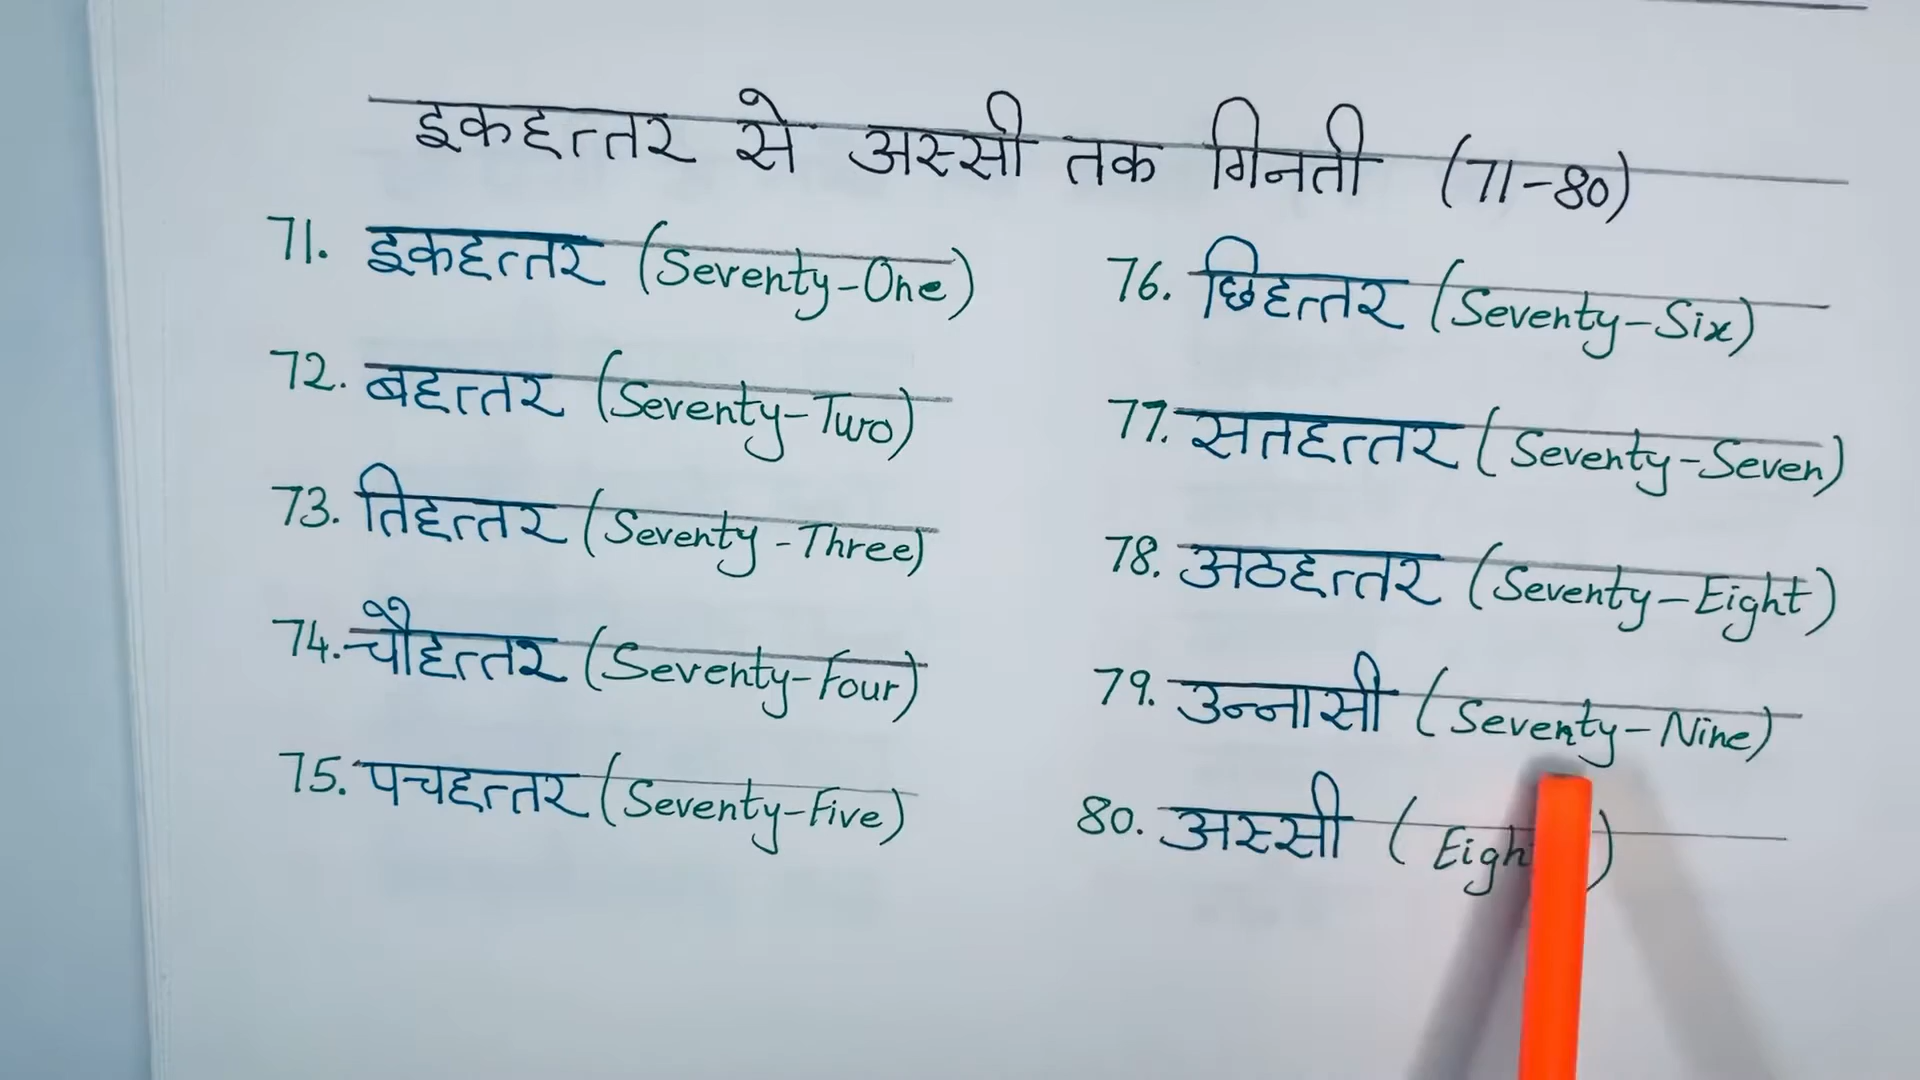 इकहत्तर से अस्सी तक गिनती (71-80)
71. इकहत्तर (Seventy-One)
72. बहत्तर (Seventy-Two)
73. तिहत्तर (Seventy-Three)
74. चौहत्तर (Seventy-Four)
75. पचहत्तर (Seventy-Five)
76. छिहत्तर (Seventy-Six)
77. सतहत्तर (Seventy-Seven)
78. अठहत्तर (Seventy-Eight)
79. उन्नासी (Seventy-Nine)
80. अस्सी